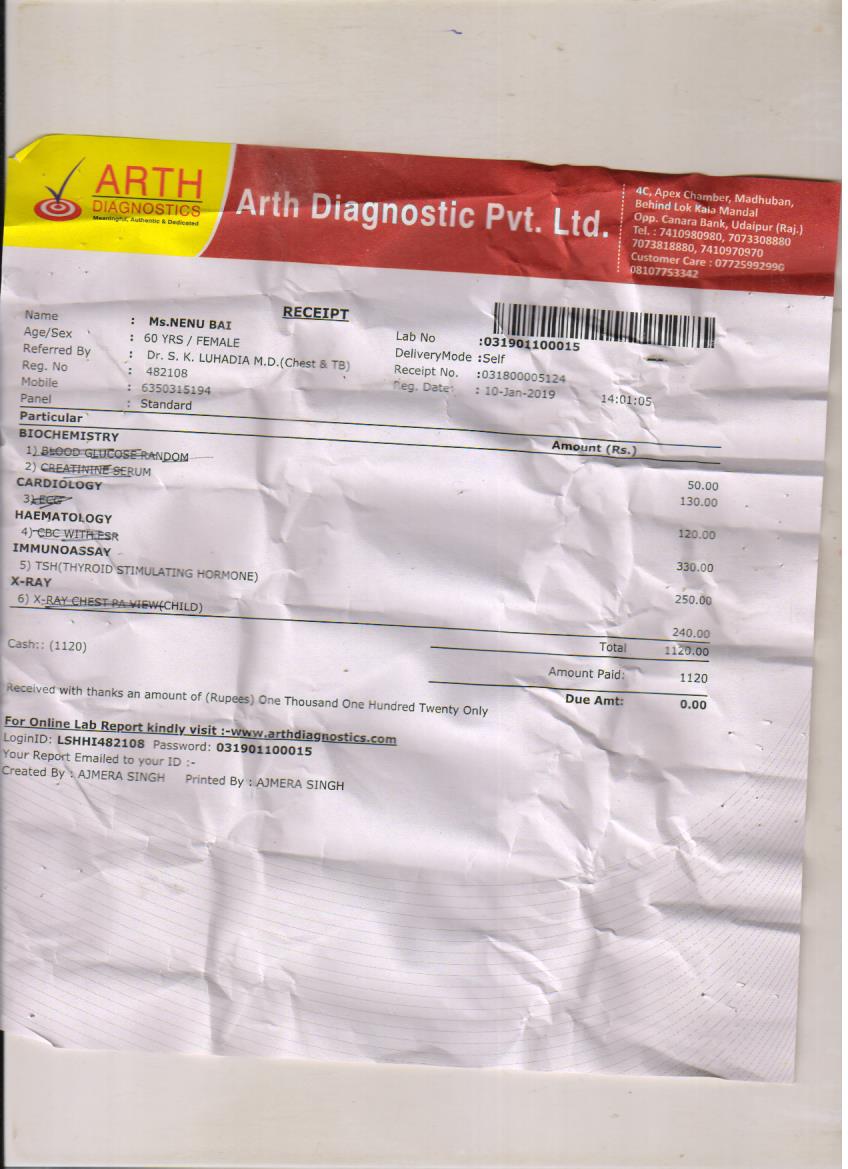 ARTH
DIAGNOSTICS
Meaningful, Authentic & Dedicated
Arth Diagnostic Pvt. Ltd.
4C, Apex Chamber, Madhuban,
Behind Lok Kala Mandal
Opp. Canara Bank, Udaipur (Raj.)
Tel. : 7410980980, 7073308880
7073818880, 7410970970
Customer Care : 07725992990
08107753342
RECEIPT
Name : Ms.NENU BAI
Age/Sex : 60 YRS / FEMALE
Referred By : Dr. S. K. LUHADIA M.D.(Chest & TB)
Reg. No : 482108
Mobile : 6350315194
Panel : Standard
Lab No :031901100015
DeliveryMode :Self
Receipt No. :031800005124
Reg. Date: : 10-Jan-2019 14:01:05
Particular Amount (Rs.)
BIOCHEMISTRY
1) BLOOD GLUCOSE RANDOM 50.00
2) CREATININE SERUM 130.00
CARDIOLOGY
3) ECG 120.00
HAEMATOLOGY
4) CBC WITH ESR 330.00
IMMUNOASSAY
5) TSH(THYROID STIMULATING HORMONE) 250.00
X-RAY
6) X-RAY CHEST PA VIEW(CHILD) 240.00
Total 1120.00
Cash:: (1120)
Amount Paid: 1120
Received with thanks an amount of (Rupees) One Thousand One Hundred Twenty Only
Due Amt: 0.00
For Online Lab Report kindly visit :-www.arthdiagnostics.com
LoginID: LSHHI482108 Password: 031901100015
Your Report Emailed to your ID :-
Created By : AJMERA SINGH Printed By : AJMERA SINGH